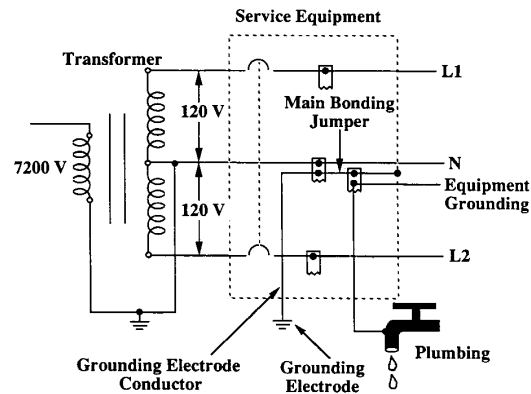 Service Equipment
Transformer
L1
120 V
Main Bonding
Jumper
7200 V
N
Equipment
Grounding
120 V
L2
Grounding Electrode
Conductor
Grounding
Electrode
Plumbing